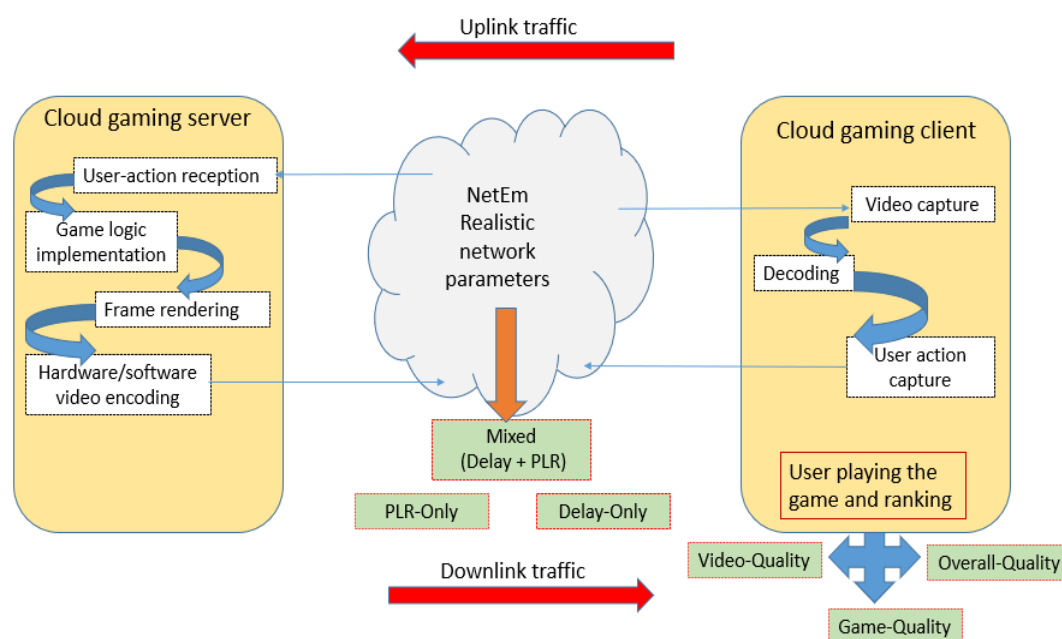 Uplink traffic
Cloud gaming server
User-action reception
Game logic
implementation
Frame rendering
Hardware/software
video encoding
NetEm
Realistic
network
parameters
Mixed
(Delay + PLR)
PLR-Only
Delay-Only
Downlink traffic
Cloud gaming client
Video capture
Decoding
User action
capture
User playing the
game and ranking
Video-Quality
Overall-Quality
Game-Quality